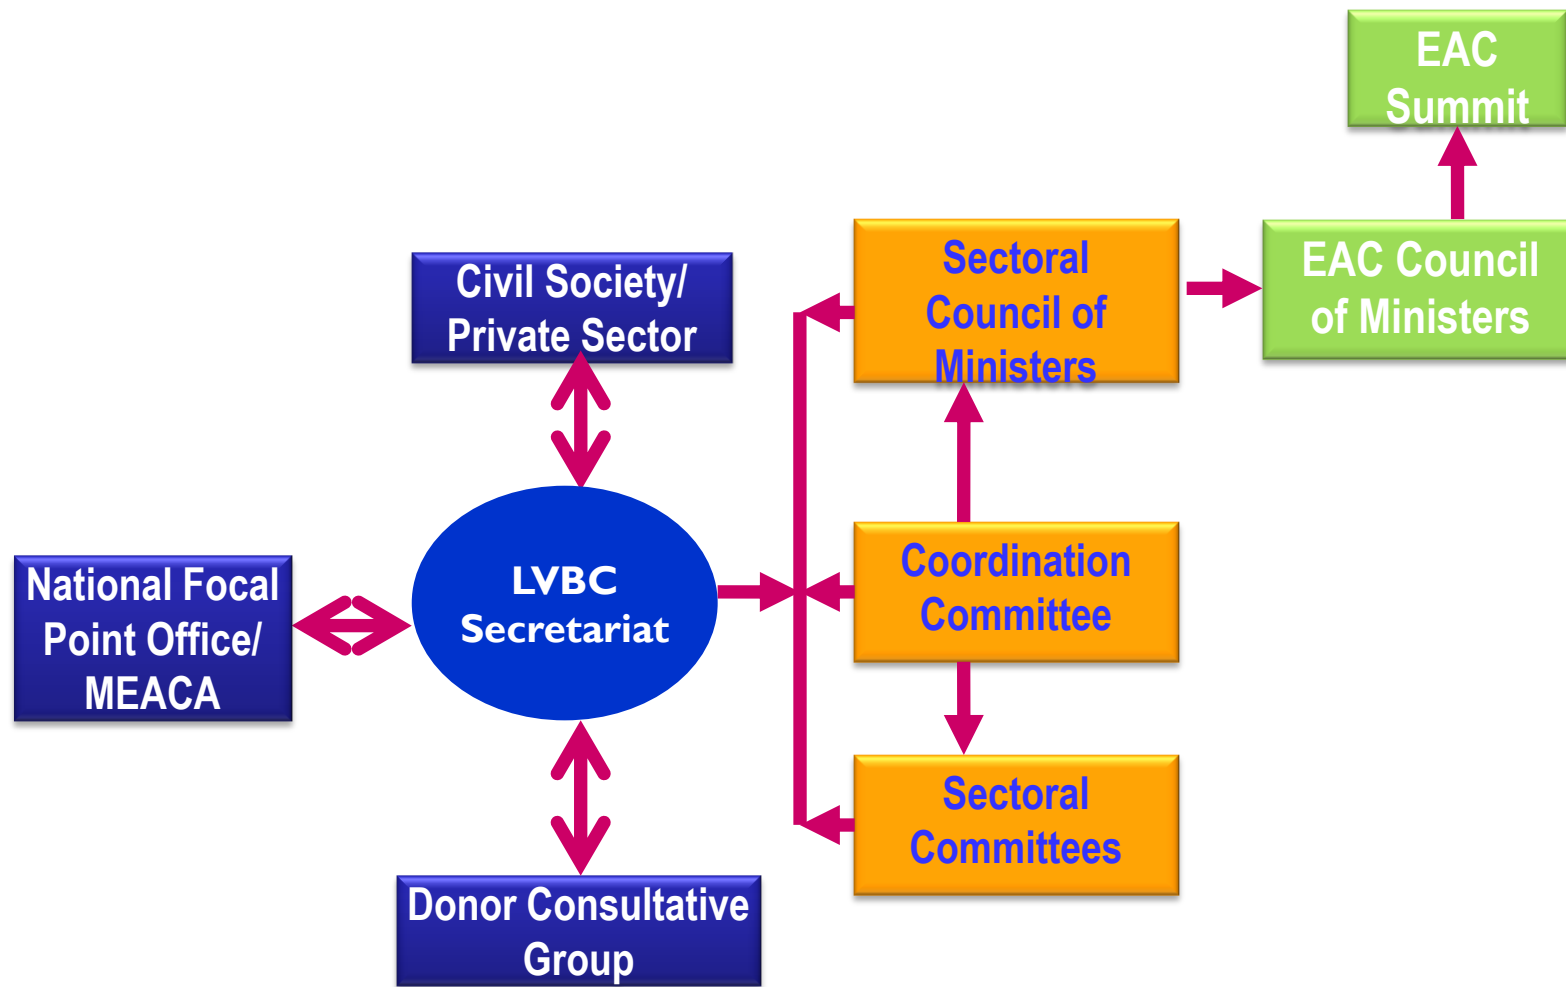 EAC
Summit
Sectoral
Council of
Ministers
EAC Council
of Ministers
Civil Society/
Private Sector
LVBC
Secretariat
National Focal
Point Office/
MEACA
Coordination
Committee
Sectoral
Committees
Donor Consultative
Group